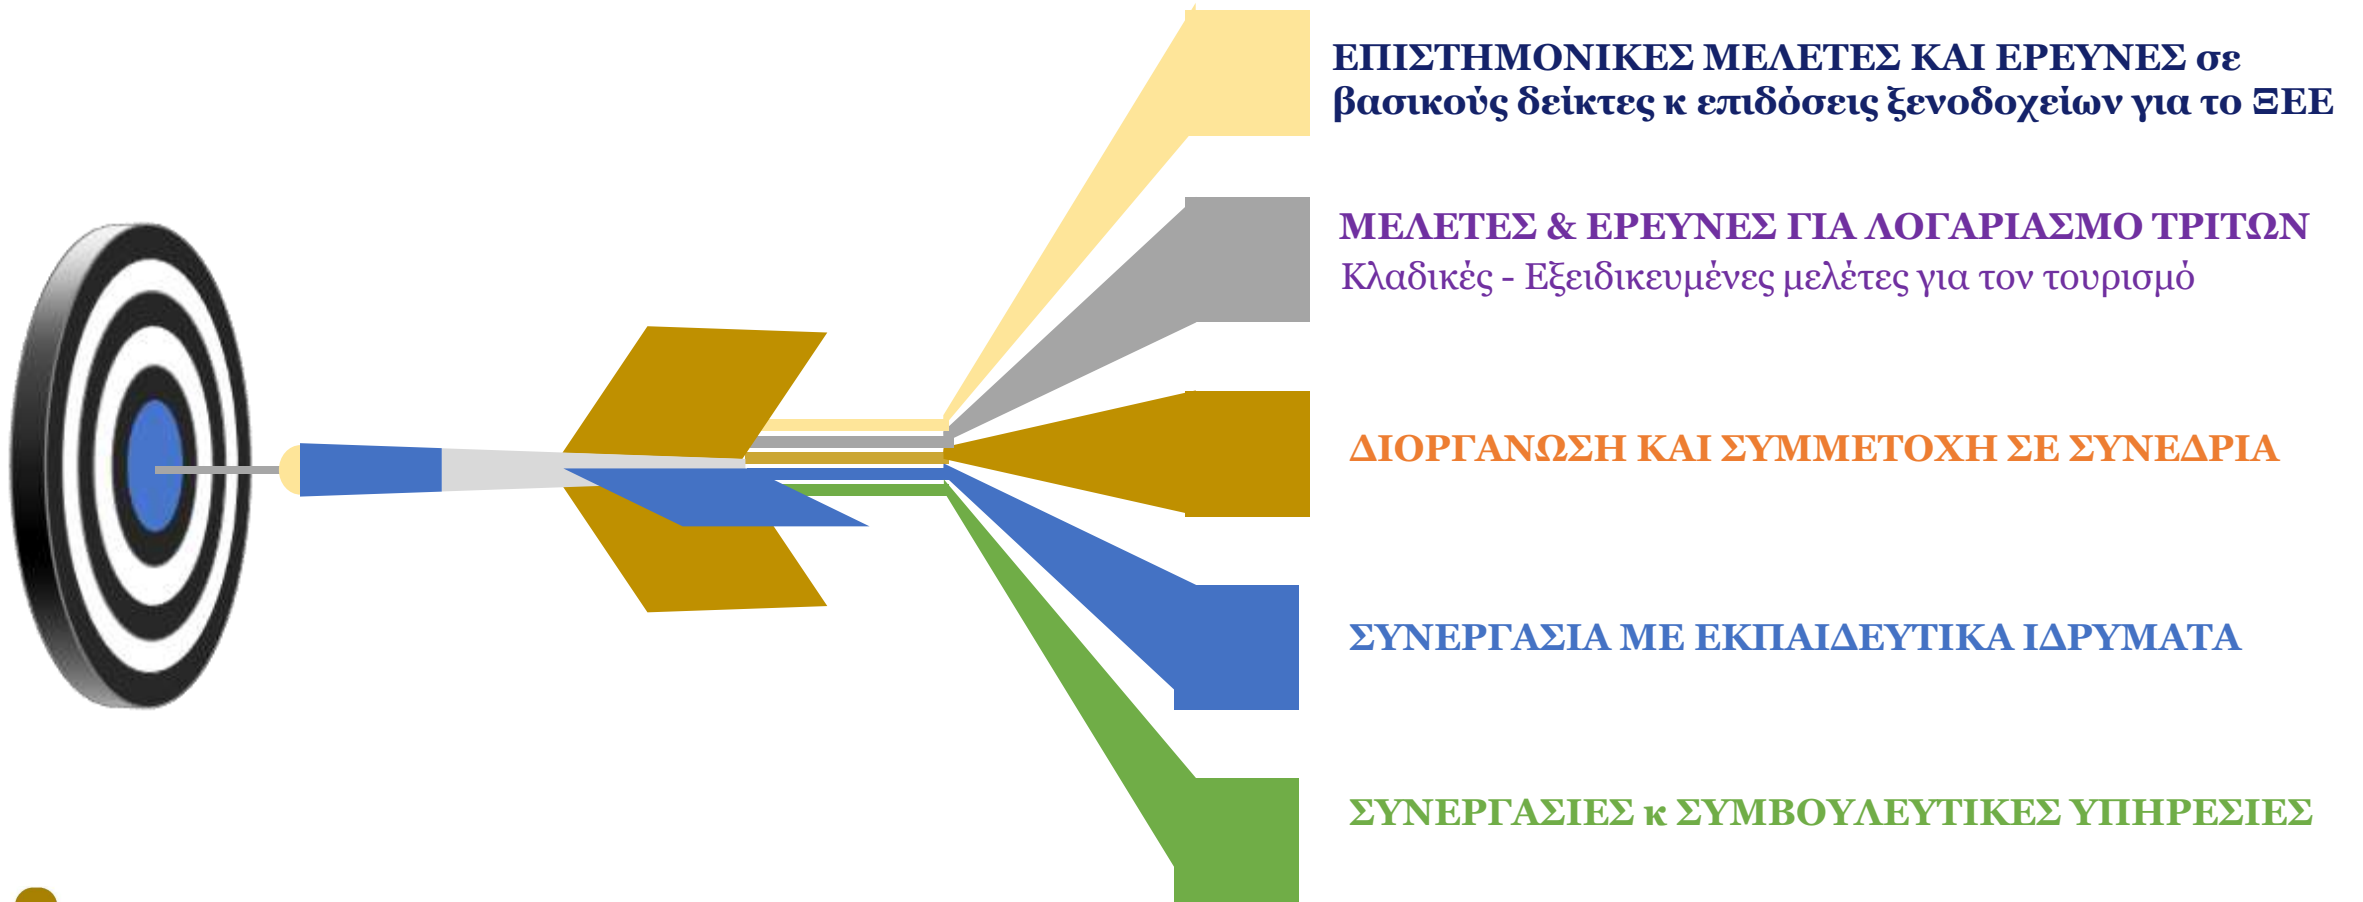 ΕΠΙΣΤΗΜΟΝΙΚΕΣ ΜΕΛΕΤΕΣ ΚΑΙ ΕΡΕΥΝΕΣ σε
βασικούς δείκτες κ επιδόσεις ξενοδοχείων για το ΞΕΕ
ΜΕΛΕΤΕΣ & ΕΡΕΥΝΕΣ ΓΙΑ ΛΟΓΑΡΙΑΣΜΟ ΤΡΙΤΩΝ
Κλαδικές - Εξειδικευμένες μελέτες για τον τουρισμό
ΔΙΟΡΓΑΝΩΣΗ ΚΑΙ ΣΥΜΜΕΤΟΧΗ ΣΕ ΣΥΝΕΔΡΙΑ
ΣΥΝΕΡΓΑΣΙΑ ΜΕ ΕΚΠΑΙΔΕΥΤΙΚΑ ΙΔΡΥΜΑΤΑ
ΣΥΝΕΡΓΑΣΙΕΣ κ ΣΥΜΒΟΥΛΕΥΤΙΚΕΣ ΥΠΗΡΕΣΙΕΣ